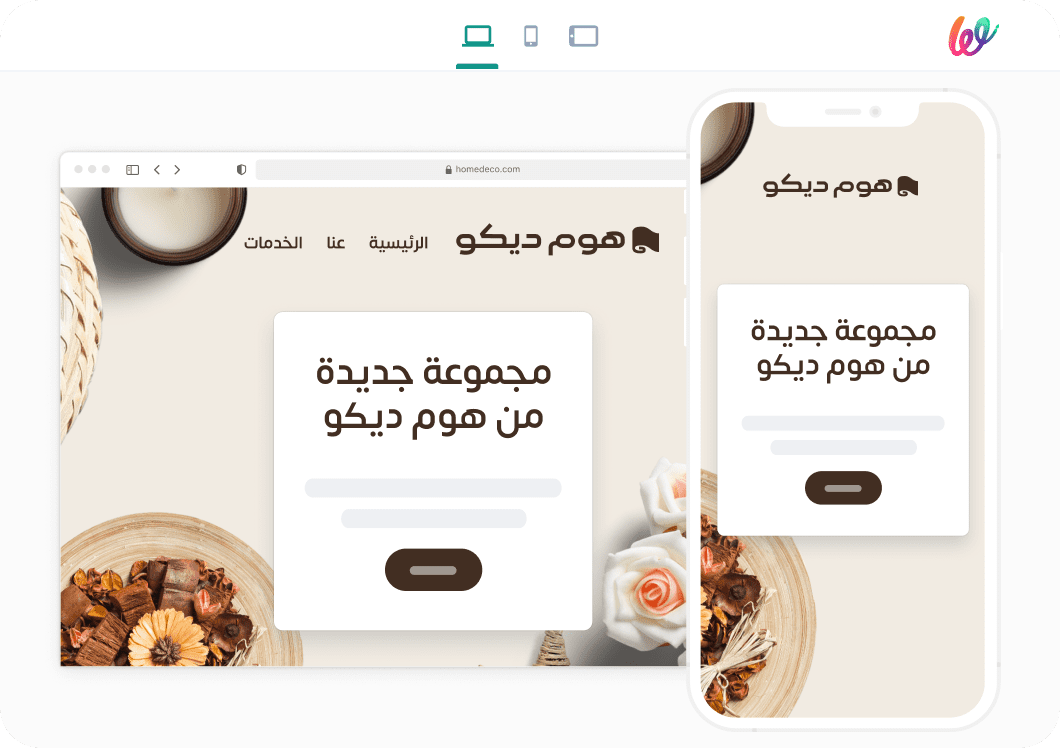 homedeco.com
هوم ديكو الرئيسية عنا الخدمات
مجموعة جديدة
من هوم ديكو
هوم ديكو
مجموعة جديدة
من هوم ديكو